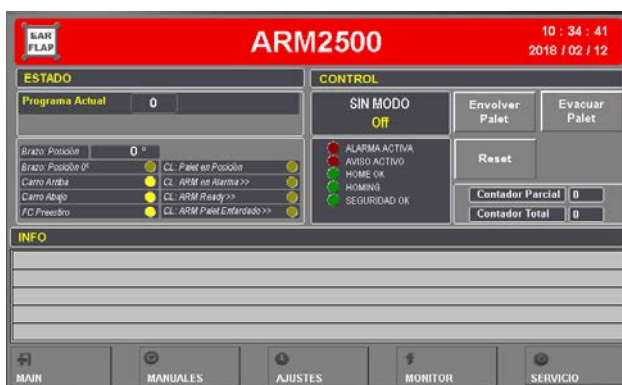 EAR
FLAP
ARM2500
10 : 34 : 41
2018 / 02 / 12
ESTADO
Programa Actual 0
Brazo: Posición 0 º
Brazo: Posición 0º
Carro Arriba
Carro Abajo
FC Preestiro
CL: Palet en Posición
CL: ARM en Alarma >>
CL: ARM Ready >>
CL: ARM Palet Enfardado >>
CONTROL
SIN MODO
Off
ALARMA ACTIVA
AVISO ACTIVO
HOME OK
HOMING
SEGURIDAD OK
Envolver
Palet
Evacuar
Palet
Reset
Contador Parcial 0
Contador Total 0
INFO
MAIN
MANUALES
AJUSTES
MONITOR
SERVICIO